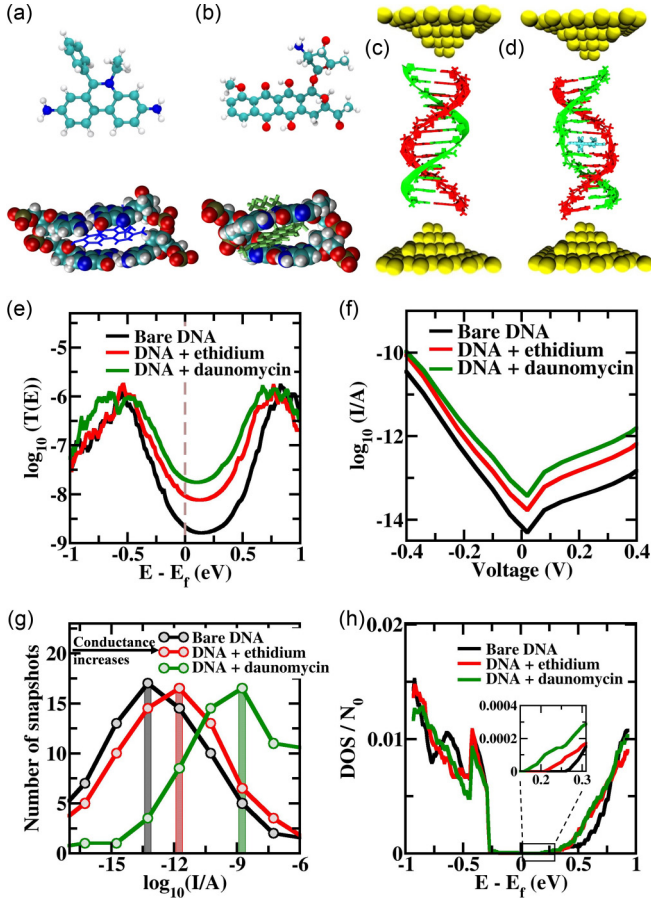 (a)
(b)
(c)
(d)
(e)
Bare DNA
DNA + ethidium
DNA + daunomycin
-5
-6
-7
-8
-9
log10 (T(E))
-1
-0.5
0
0.5
1
E - Ef (eV)
(f)
Bare DNA
DNA + ethidium
DNA + daunomycin
-10
-12
-14
log10 (I/A)
-0.4
-0.2
0
0.2
0.4
Voltage (V)
(g)
Conductance
increases
Bare DNA
DNA + ethidium
DNA + daunomycin
20
15
10
5
0
Number of snapshots
-15
-12
-9
-6
log10(I/A)
(h)
Bare DNA
DNA + ethidium
DNA + daunomycin
0.02
0.01
0
DOS / N0
0.0004
0.0002
0
0.2
0.3
-1
-0.5
0
0.5
1
E - Ef (eV)